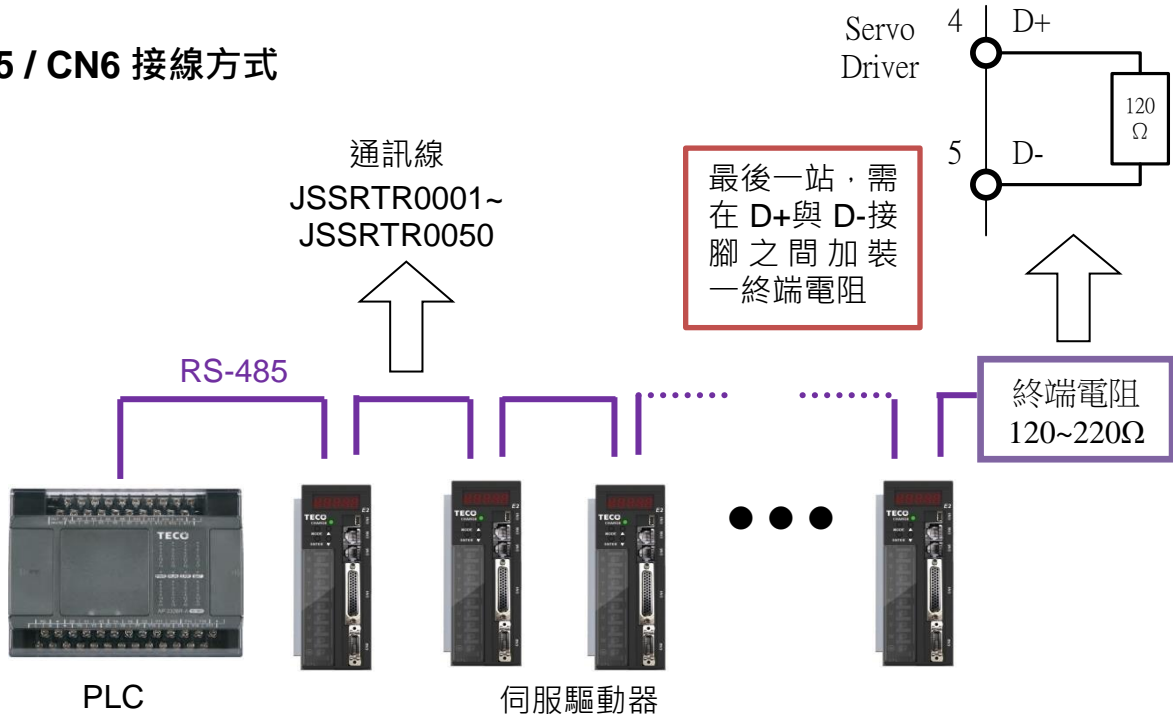 5 / CN6 接線方式
Servo
Driver
4
D+
120
Ω
5
D-
通訊線
JSSRTR0001~
JSSRTR0050
最後一站，需
在 D+與 D-接
腳之間加裝
一終端電阻
RS-485
終端電阻
120~220Ω
TECO
TECO
TECO
TECO
TECO
PLC
伺服驅動器